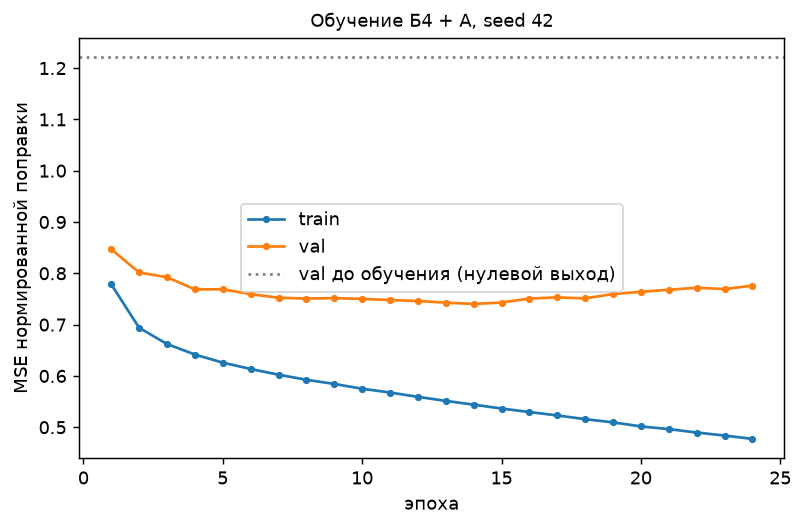 Обучение Б4 + А, seed 42
MSE нормированной поправки
1.2
1.1
1.0
0.9
0.8
0.7
0.6
0.5
train
val
val до обучения (нулевой выход)
0
5
10
15
20
25
эпоха